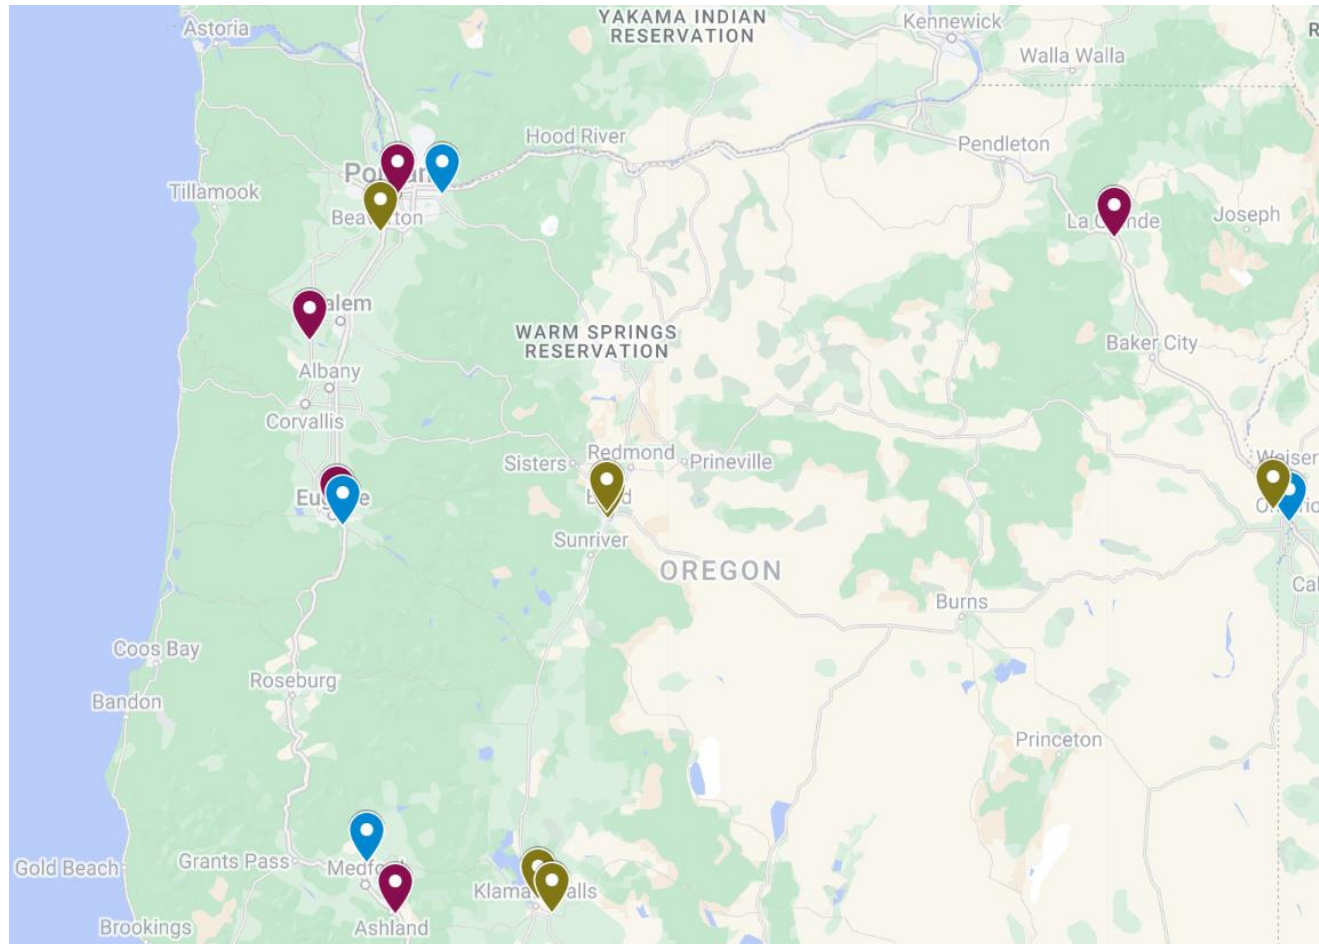 YAKAMA INDIAN
RESERVATION
Kennewick
Astoria
Walla Walla
Hood River
Pendleton
Tillamook
Joseph
WARM SPRINGS
RESERVATION
Baker City
Albany
Corvallis
Sisters
Redmond
Prineville
Weiser
Sunriver
OREGON
Burns
Coos Bay
Roseburg
Bandon
Princeton
Gold Beach
Grants Pass
Ashland
Brookings